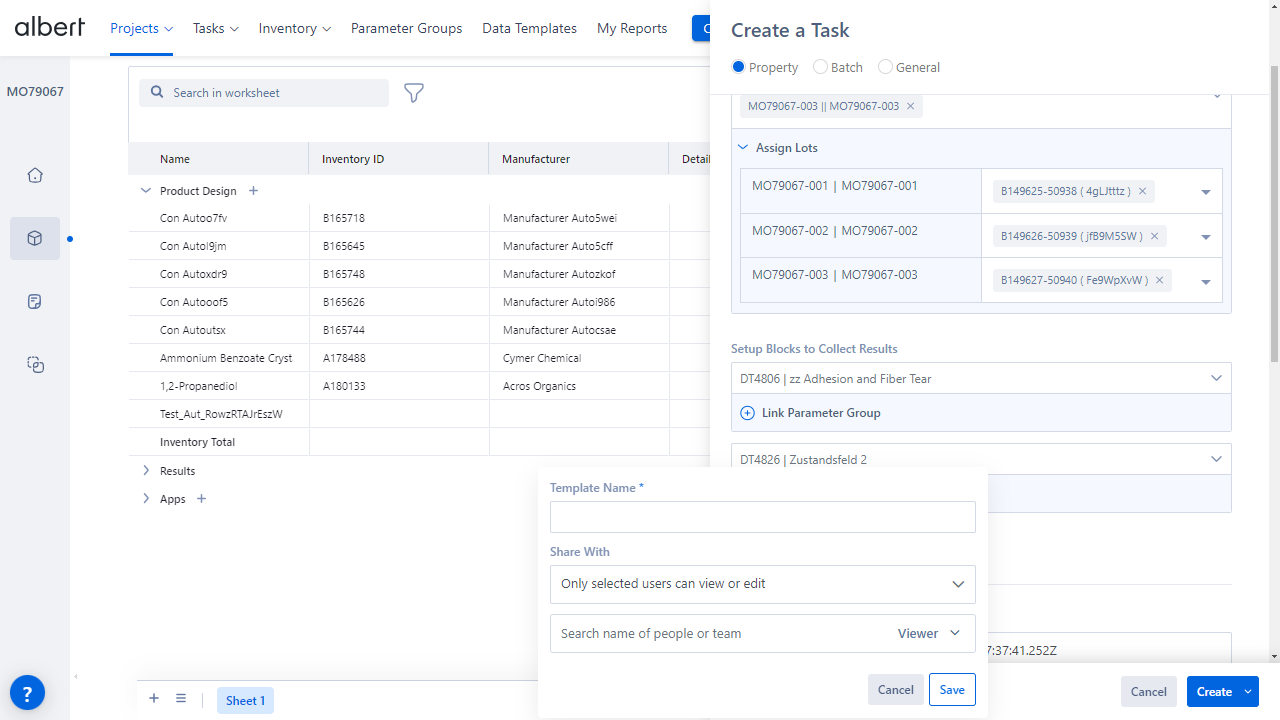 albert
Projects
Tasks
Inventory
Parameter Groups
Data Templates
My Reports
MO79067
Search in worksheet
Name
Inventory ID
Manufacturer
Detail
Product Design
Con Autoo7fv
B165718
Manufacturer Auto5wei
Con Autol9jm
B165645
Manufacturer Auto5cff
Con Autoxdr9
B165748
Manufacturer Autozkof
Con Autooof5
B165626
Manufacturer Autol986
Con Autoutsx
B165744
Manufacturer Autocsae
Ammonium Benzoate Cryst
A178488
Cymer Chemical
1,2-Propanediol
A180133
Acros Organics
Test_Aut_RowzRTAJrEszW
Inventory Total
Results
Apps
Sheet 1
?
Create a Task
Property
Batch
General
MO79067-003 || MO79067-003
Assign Lots
MO79067-001 | MO79067-001
B149625-50938 ( 4gLJtttz )
MO79067-002 | MO79067-002
B149626-50939 ( jfB9M5SW )
MO79067-003 | MO79067-003
B149627-50940 ( Fe9WpXvW )
Setup Blocks to Collect Results
DT4806 | zz Adhesion and Fiber Tear
Link Parameter Group
DT4826 | Zustandsfeld 2
Template Name *
Share With
Only selected users can view or edit
Search name of people or team
Viewer
Cancel
Save
7:37:41.252Z
Cancel
Create